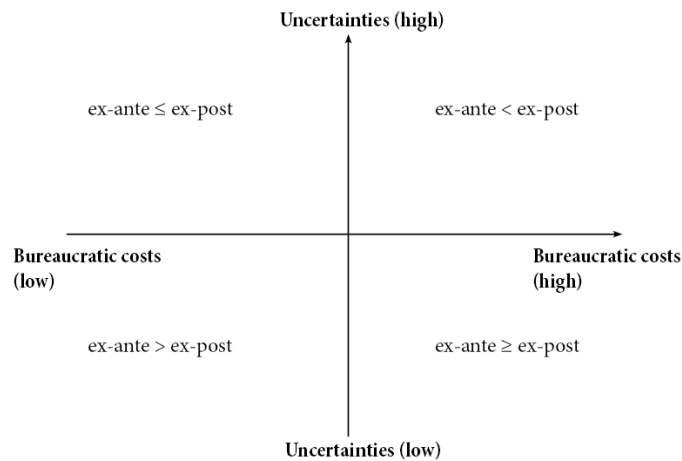 Uncertainties (high)
ex-ante ≤ ex-post
ex-ante < ex-post
Bureaucratic costs
(low)
Bureaucratic costs
(high)
ex-ante > ex-post
ex-ante ≥ ex-post
Uncertainties (low)